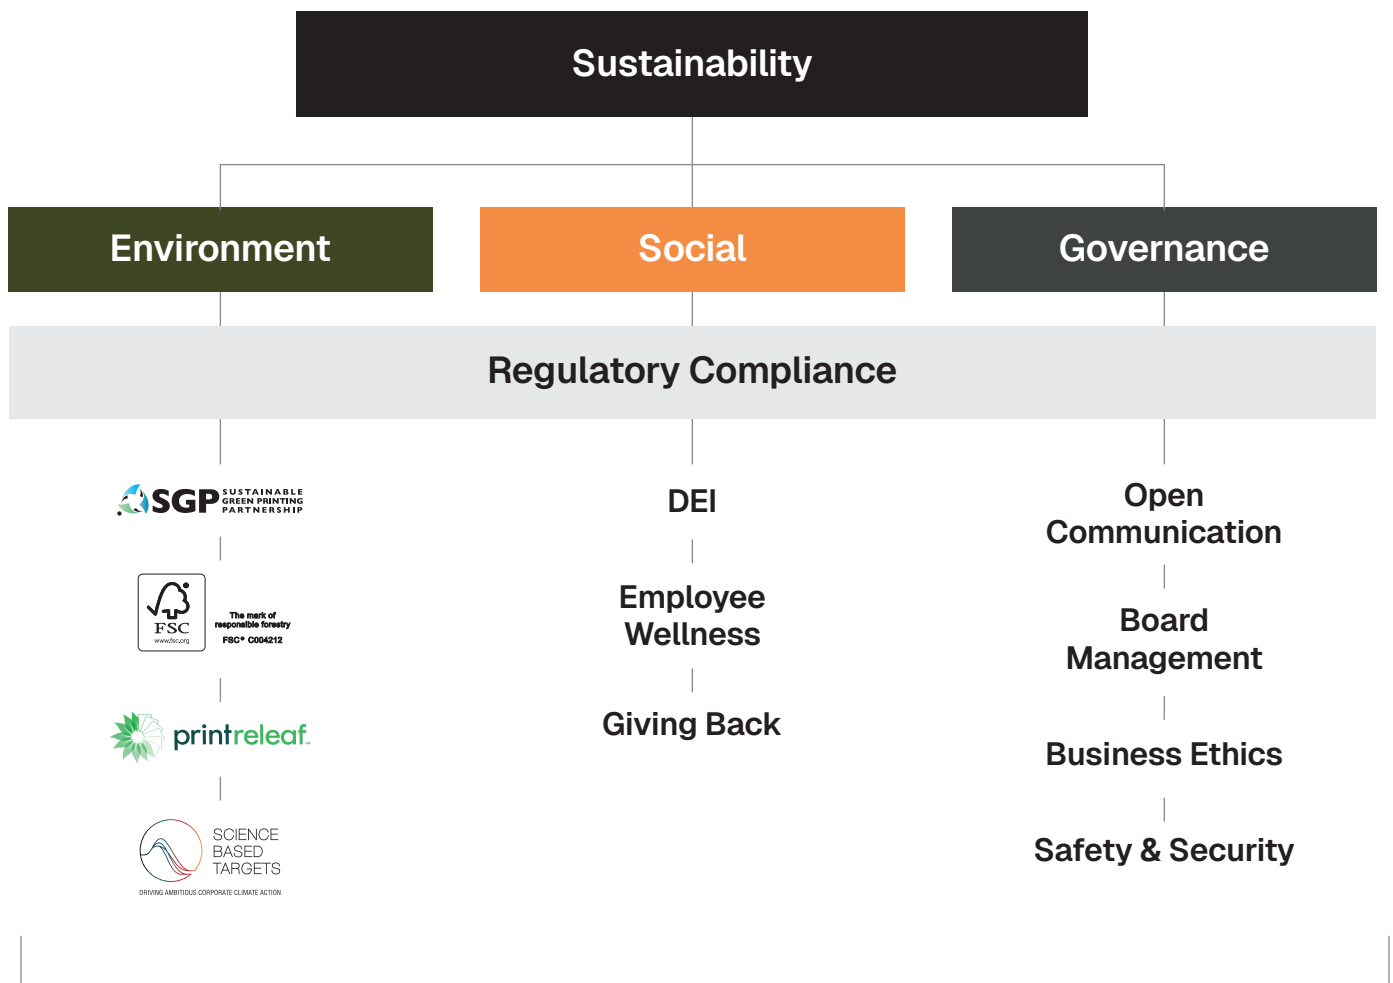 Sustainability
Environment
Social
Governance
Regulatory Compliance
SGP
SUSTAINABLE
GREEN PRINTING
PARTNERSHIP
FSC
www.fsc.org
The mark of
responsible forestry
FSC® C004212
printreleaf™
SCIENCE
BASED
TARGETS
DRIVING AMBITIOUS CORPORATE CLIMATE ACTION
DEI
Employee
Wellness
Giving Back
Open
Communication
Board
Management
Business Ethics
Safety & Security